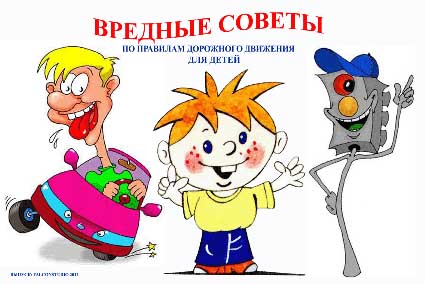 ВРЕДНЫЕ СОВЕТЫ
ПО ПРАВИЛАМ ДОРОЖНОГО ДВИЖЕНИЯ
ДЛЯ ДЕТЕЙ